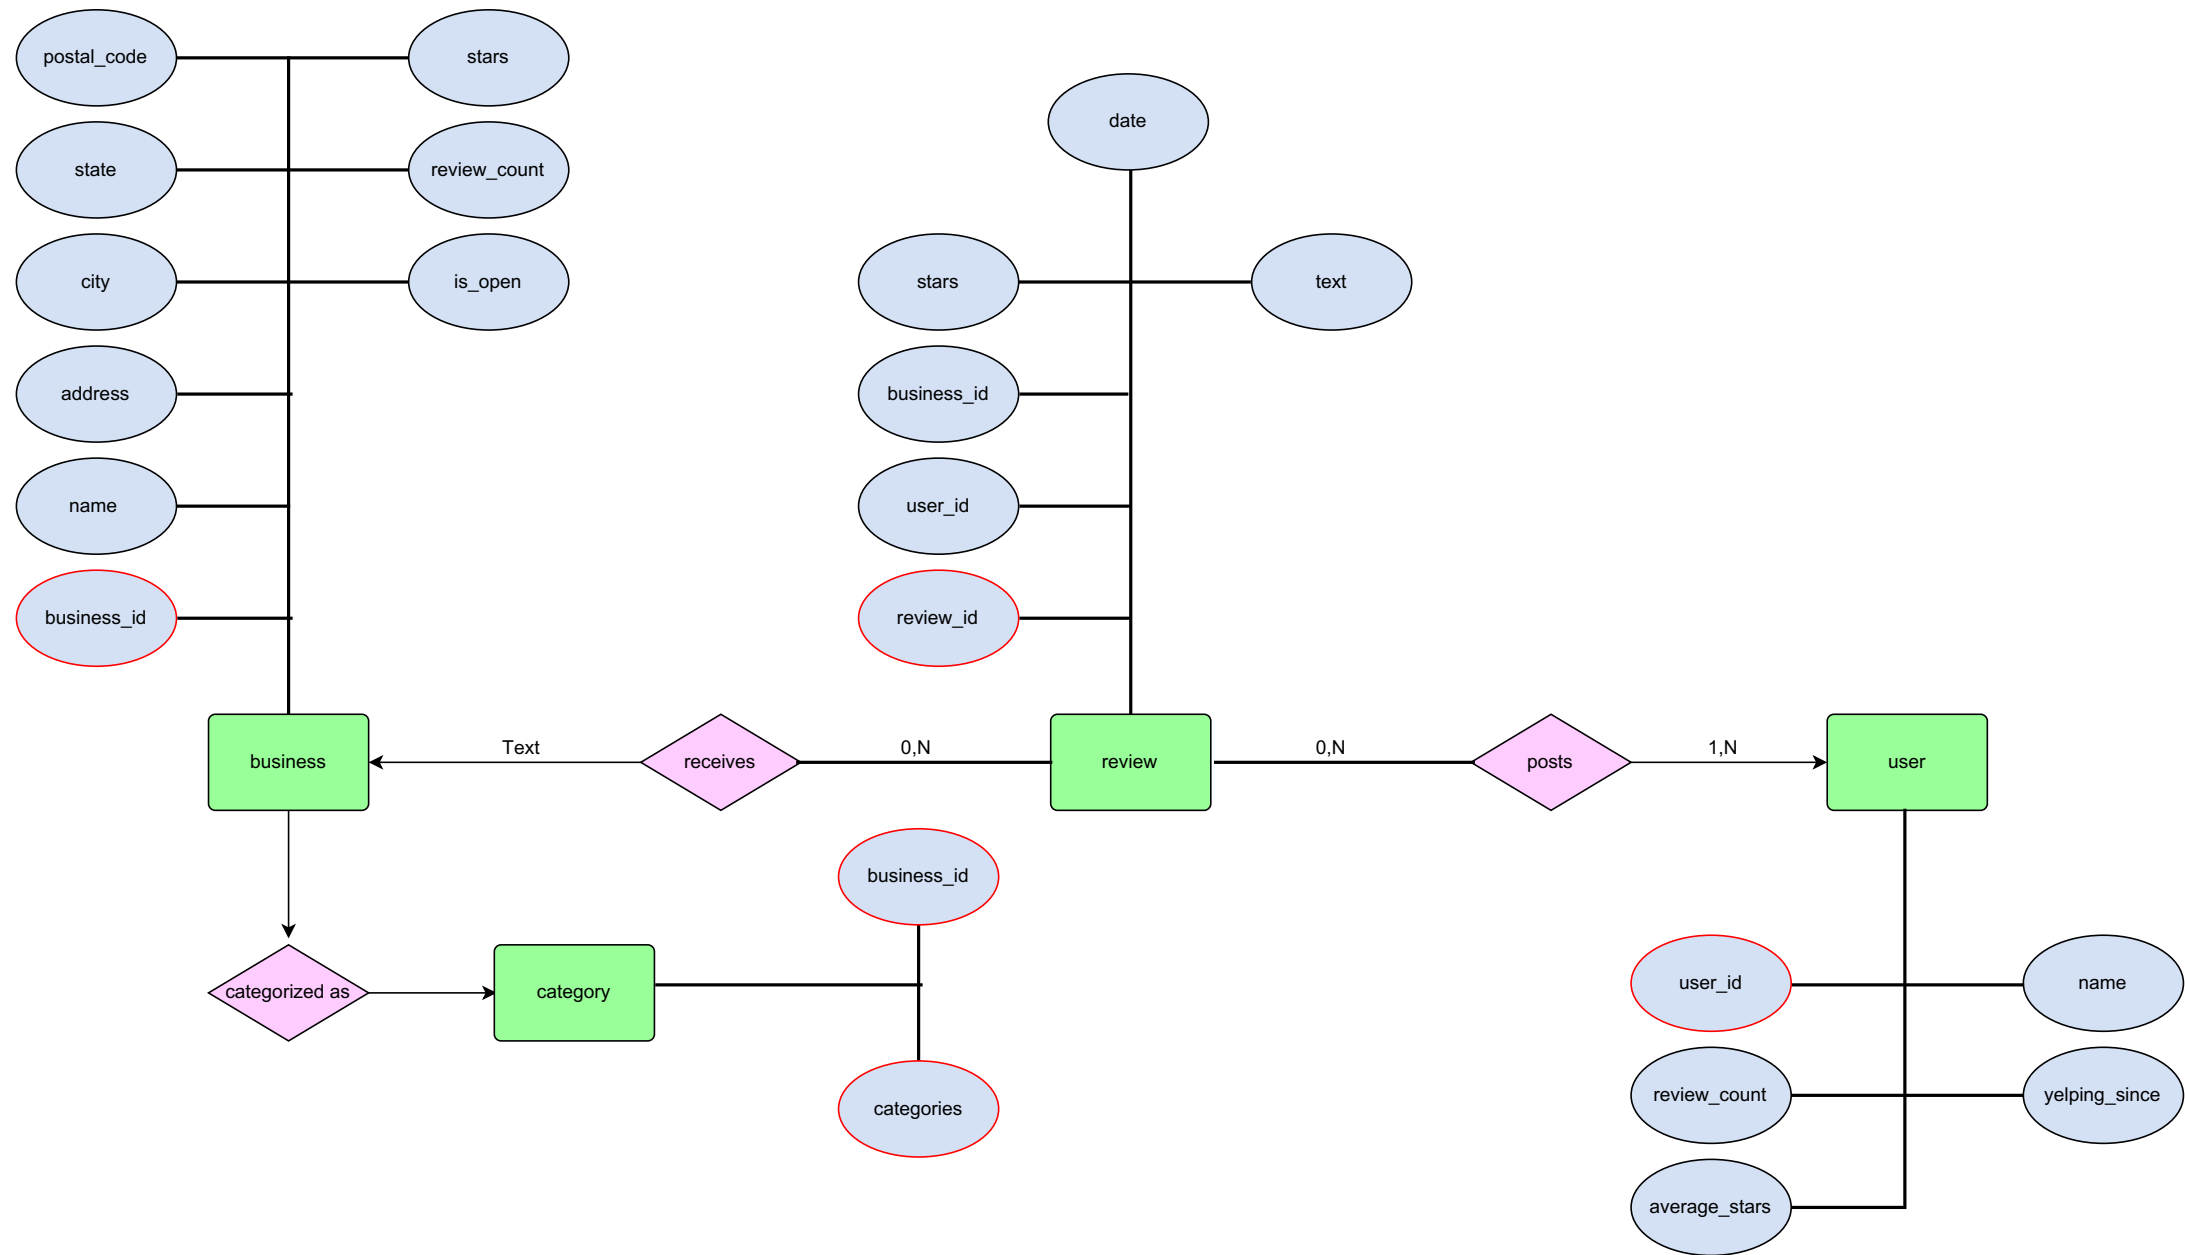 postal_code
stars
date
state
review_count
city
is_open
stars
text
address
business_id
name
user_id
business_id
review_id
Text
0,N
0,N
1,N
business
receives
review
posts
user
business_id
categorized as
category
user_id
name
categories
review_count
yelping_since
average_stars